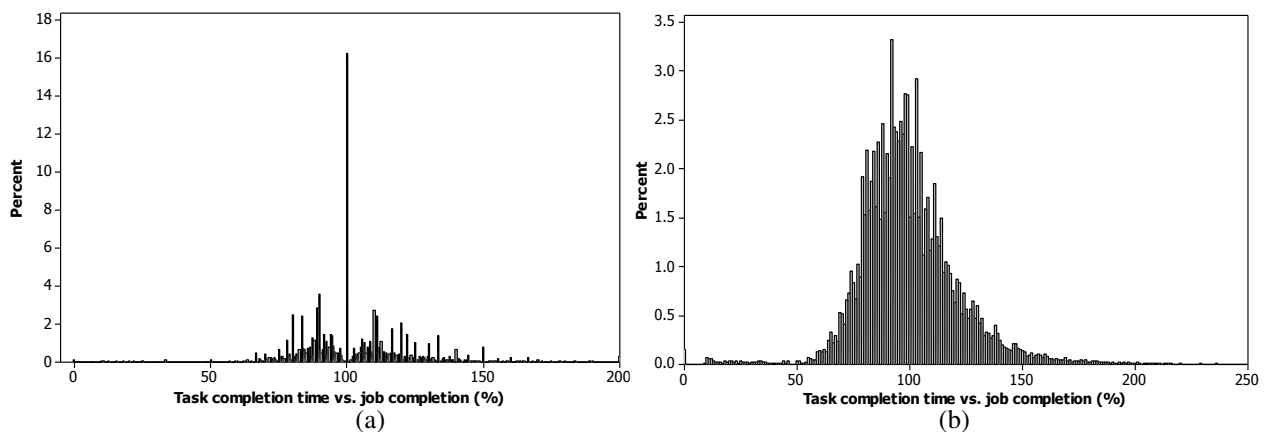 18
16
14
12
10
8
6
4
2
0
Percent
0 50 100 150 200
Task completion time vs. job completion (%)
(a)
3.5
3.0
2.5
2.0
1.5
1.0
0.5
0.0
Percent
0 50 100 150 200 250
Task completion time vs. job completion (%)
(b)